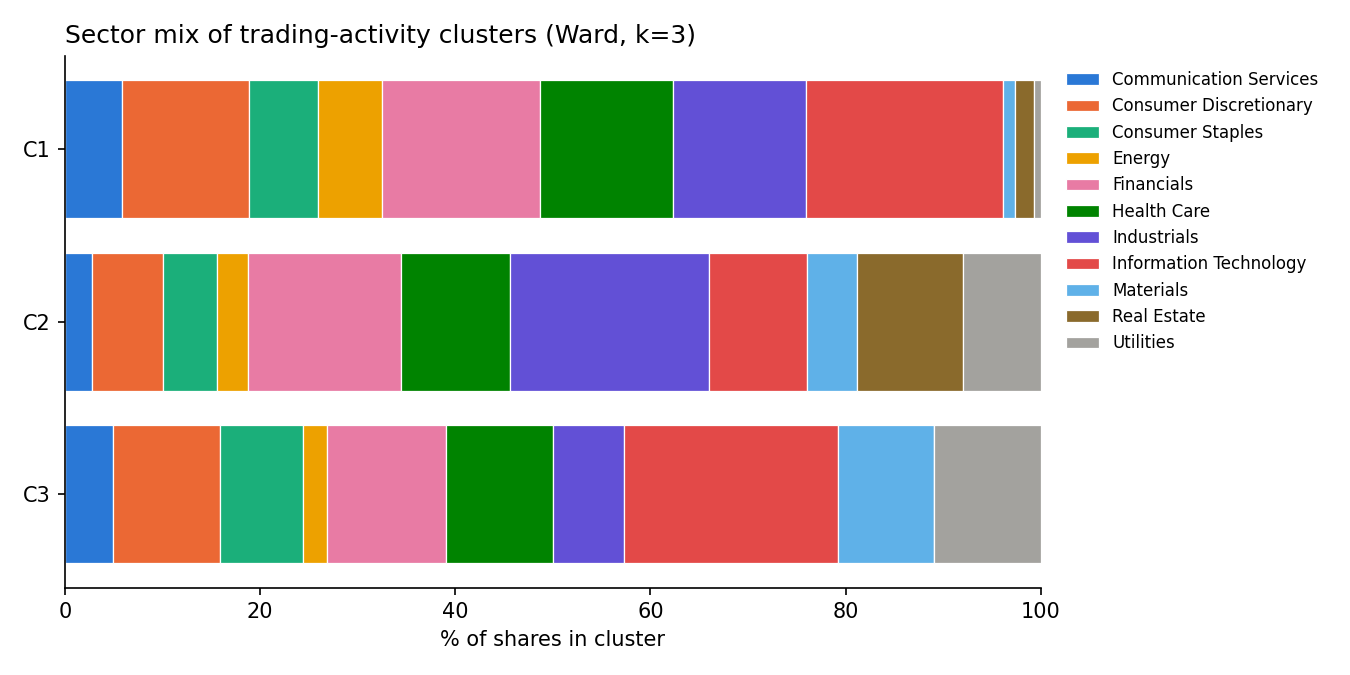 Sector mix of trading-activity clusters (Ward, k=3)
C1
C2
C3
0 20 40 60 80 100
% of shares in cluster
Communication Services
Consumer Discretionary
Consumer Staples
Energy
Financials
Health Care
Industrials
Information Technology
Materials
Real Estate
Utilities